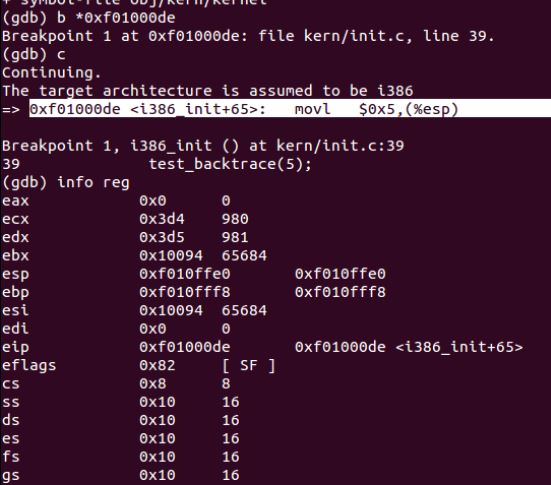 + symbol-file obj/kern/kernel
(gdb) b *0xf01000de
Breakpoint 1 at 0xf01000de: file kern/init.c, line 39.
(gdb) c
Continuing.
The target architecture is assumed to be i386
=> 0xf01000de <i386_init+65>: movl $0x5,(%esp)
Breakpoint 1, i386_init () at kern/init.c:39
39 test_backtrace(5);
(gdb) info reg
eax 0x0 0
ecx 0x3d4 980
edx 0x3d5 981
ebx 0x10094 65684
esp 0xf010ffe0 0xf010ffe0
ebp 0xf010fff8 0xf010fff8
esi 0x10094 65684
edi 0x0 0
eip 0xf01000de 0xf01000de <i386_init+65>
eflags 0x82 [ SF ]
cs 0x8 8
ss 0x10 16
ds 0x10 16
es 0x10 16
fs 0x10 16
gs 0x10 16